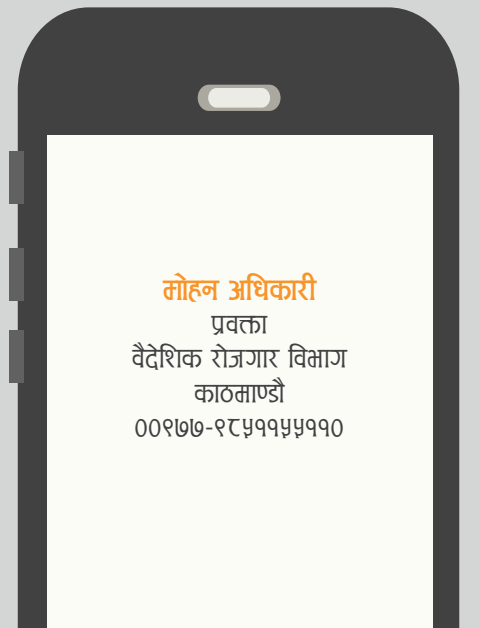 मोहन अधिकारी
प्रवक्ता
वैदेशिक रोजगार विभाग
काठमाण्डौ
००९७७-९८५११५५११०